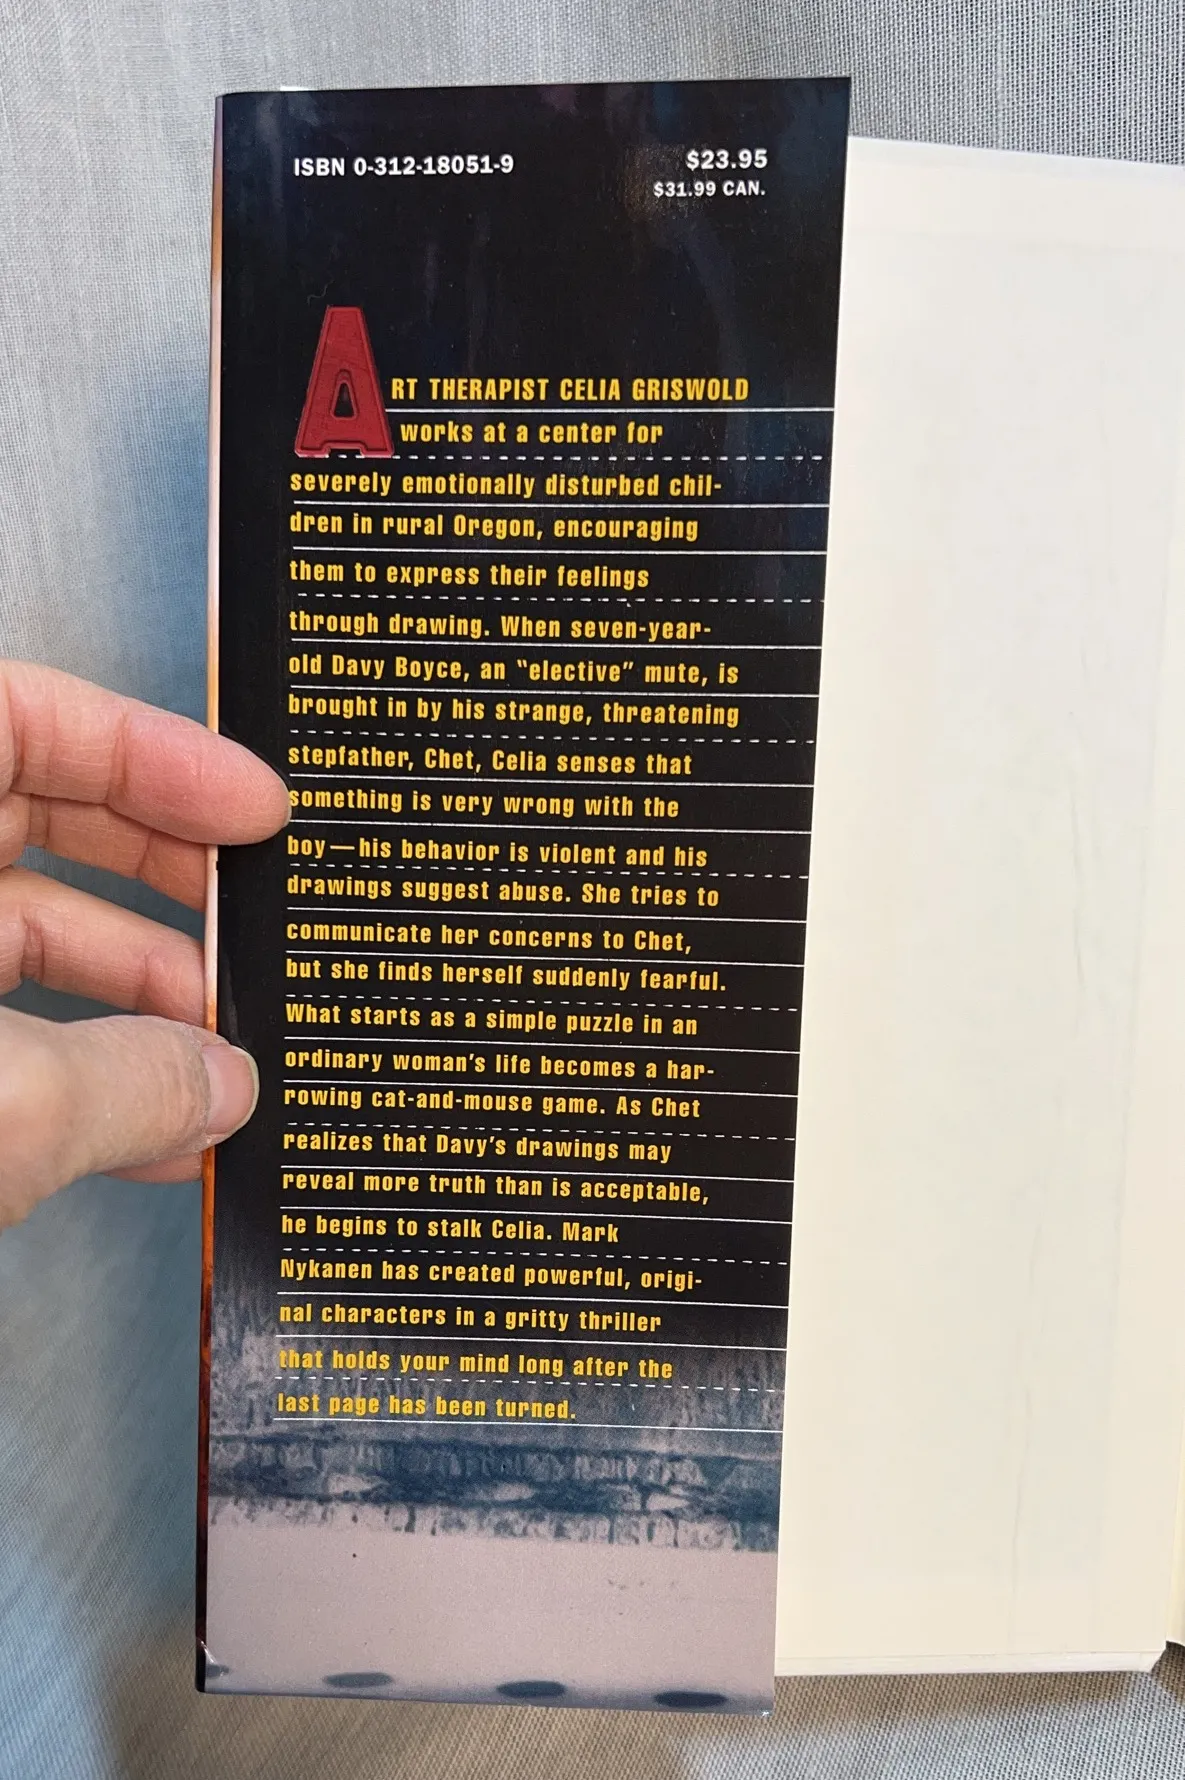 ISBN 0-312-18051-9
$23.95
$31.99 CAN.
ART THERAPIST CELIA GRISWOLD
works at a center for
severely emotionally disturbed chil-
dren in rural Oregon, encouraging
them to express their feelings
through drawing. When seven-year-
old Davy Boyce, an “elective” mute, is
brought in by his strange, threatening
stepfather, Chet, Celia senses that
something is very wrong with the
boy—his behavior is violent and his
drawings suggest abuse. She tries to
communicate her concerns to Chet,
but she finds herself suddenly fearful.
What starts as a simple puzzle in an
ordinary woman’s life becomes a har-
rowing cat-and-mouse game. As Chet
realizes that Davy’s drawings may
reveal more truth than is acceptable,
he begins to stalk Celia. Mark
Nykanen has created powerful, origi-
nal characters in a gritty thriller
that holds your mind long after the
last page has been turned.